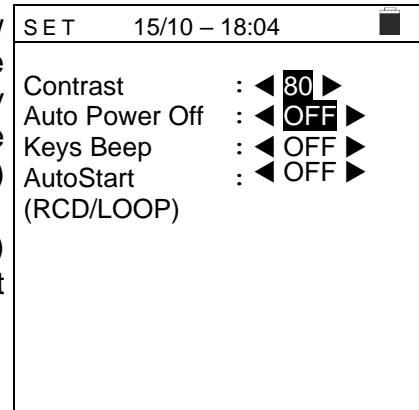 SET 15/10 – 18:04
Contrast : ◀ 80 ▶
Auto Power Off : ◀ OFF ▶
Keys Beep : ◀ OFF ▶
AutoStart : ◀ OFF ▶
(RCD/LOOP)